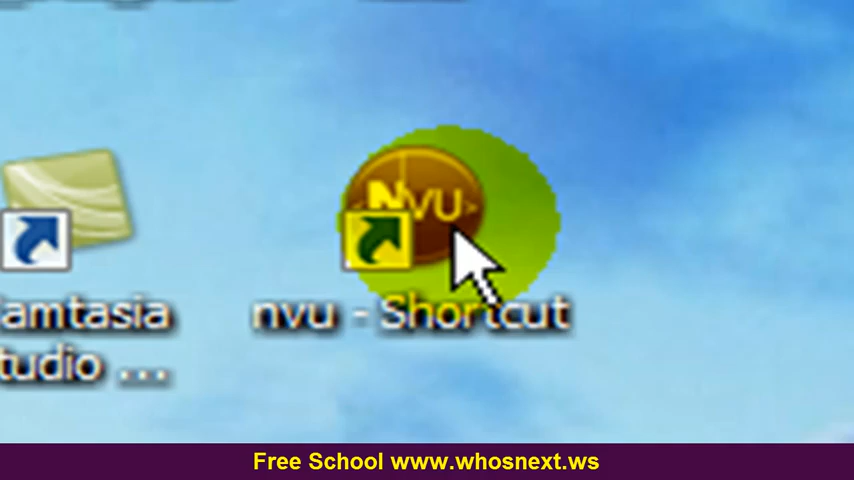 NVU
amtasia
tudio ...
nvu - Shortcut
Free School www.whosnext.ws